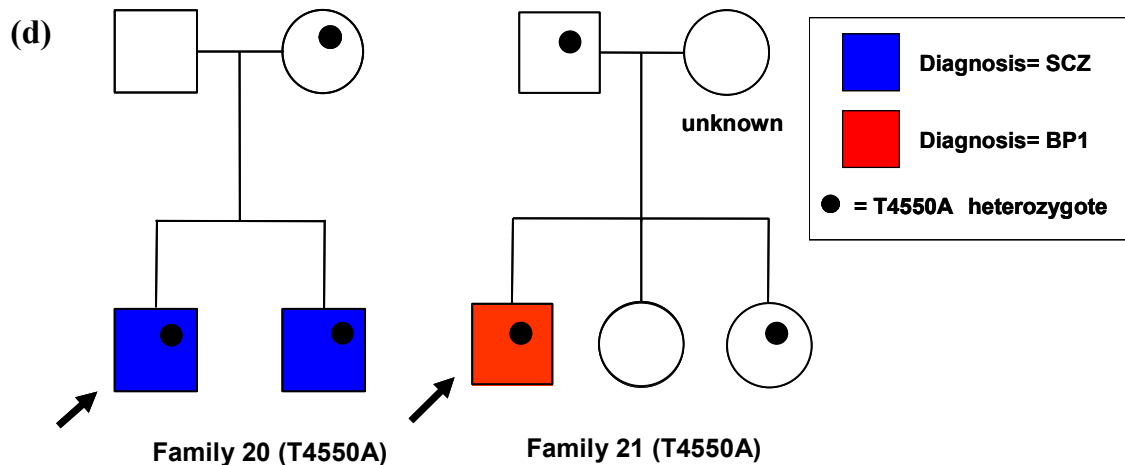 (d)
unknown
Diagnosis= SCZ
Diagnosis= BP1
= T4550A heterozygote
Family 20 (T4550A)
Family 21 (T4550A)